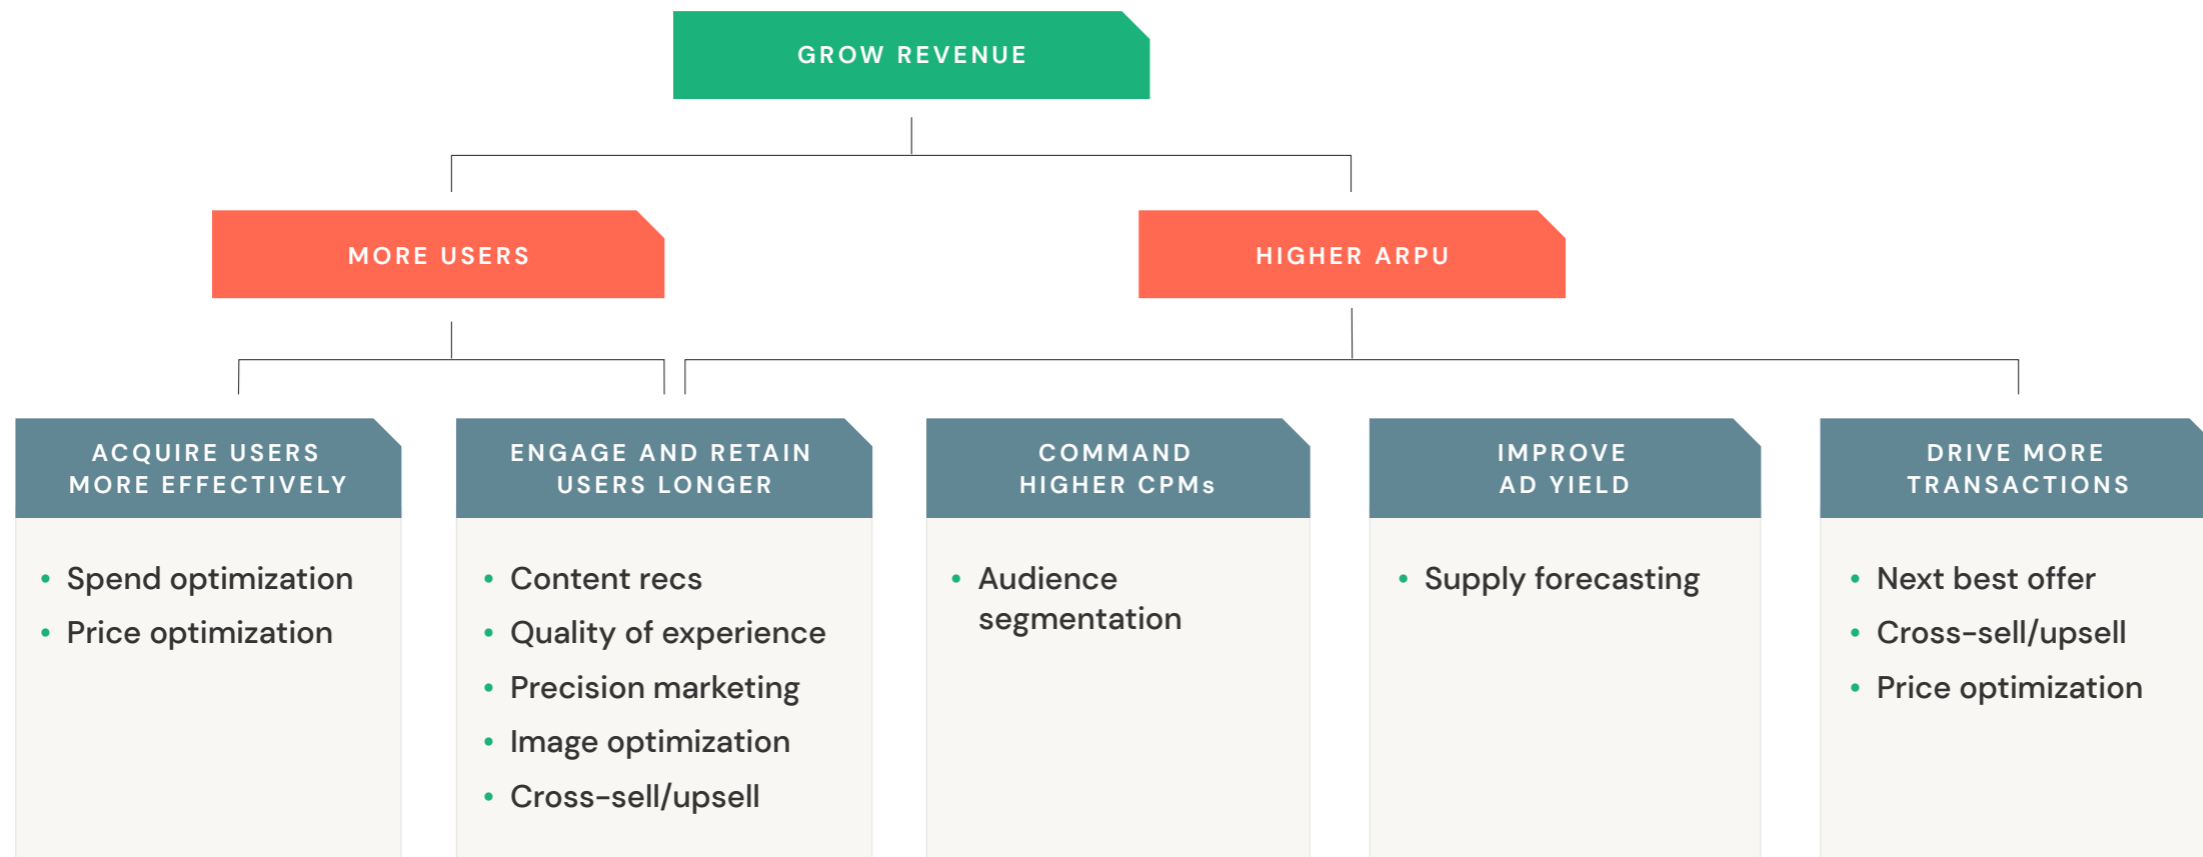 GROW REVENUE
MORE USERS
HIGHER ARPU
ACQUIRE USERS
MORE EFFECTIVELY
• Spend optimization
• Price optimization
ENGAGE AND RETAIN
USERS LONGER
• Content recs
• Quality of experience
• Precision marketing
• Image optimization
• Cross-sell/upsell
COMMAND
HIGHER CPMs
• Audience
segmentation
IMPROVE
AD YIELD
• Supply forecasting
DRIVE MORE
TRANSACTIONS
• Next best offer
• Cross-sell/upsell
• Price optimization